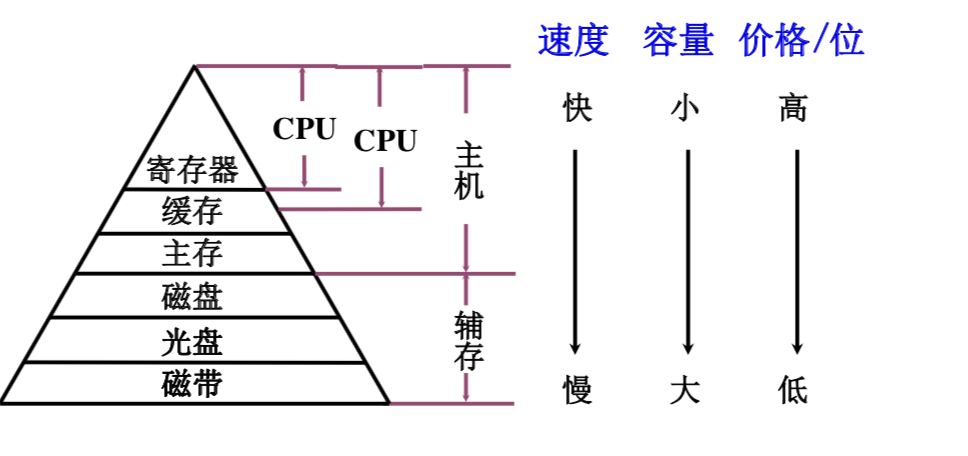 速度 容量 价格/位
快 小 高
CPU
CPU
主机
寄存器
缓存
主存
磁盘
光盘
磁带
辅存
慢 大 低